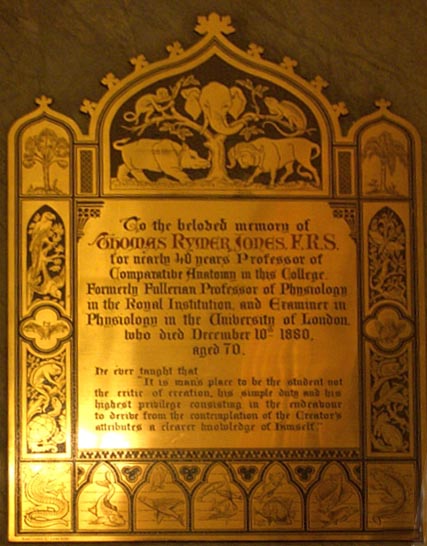 To the beloved memory of
Thomas Rymer Jones, F.R.S.
for nearly 40 years Professor of
Comparative Anatomy in this College.
Formerly Fullerian Professor of Physiology
in the Royal Institution, and Examiner in
Physiology in the University of London,
who died December 10th 1880,
aged 70.
He ever taught that
"It is man's place to be the student not
the critic of creation, his simple duty and his
highest privilege consisting in the endeavour
to derive from the contemplation of the Creator's
attributes a clearer knowledge of Himself."